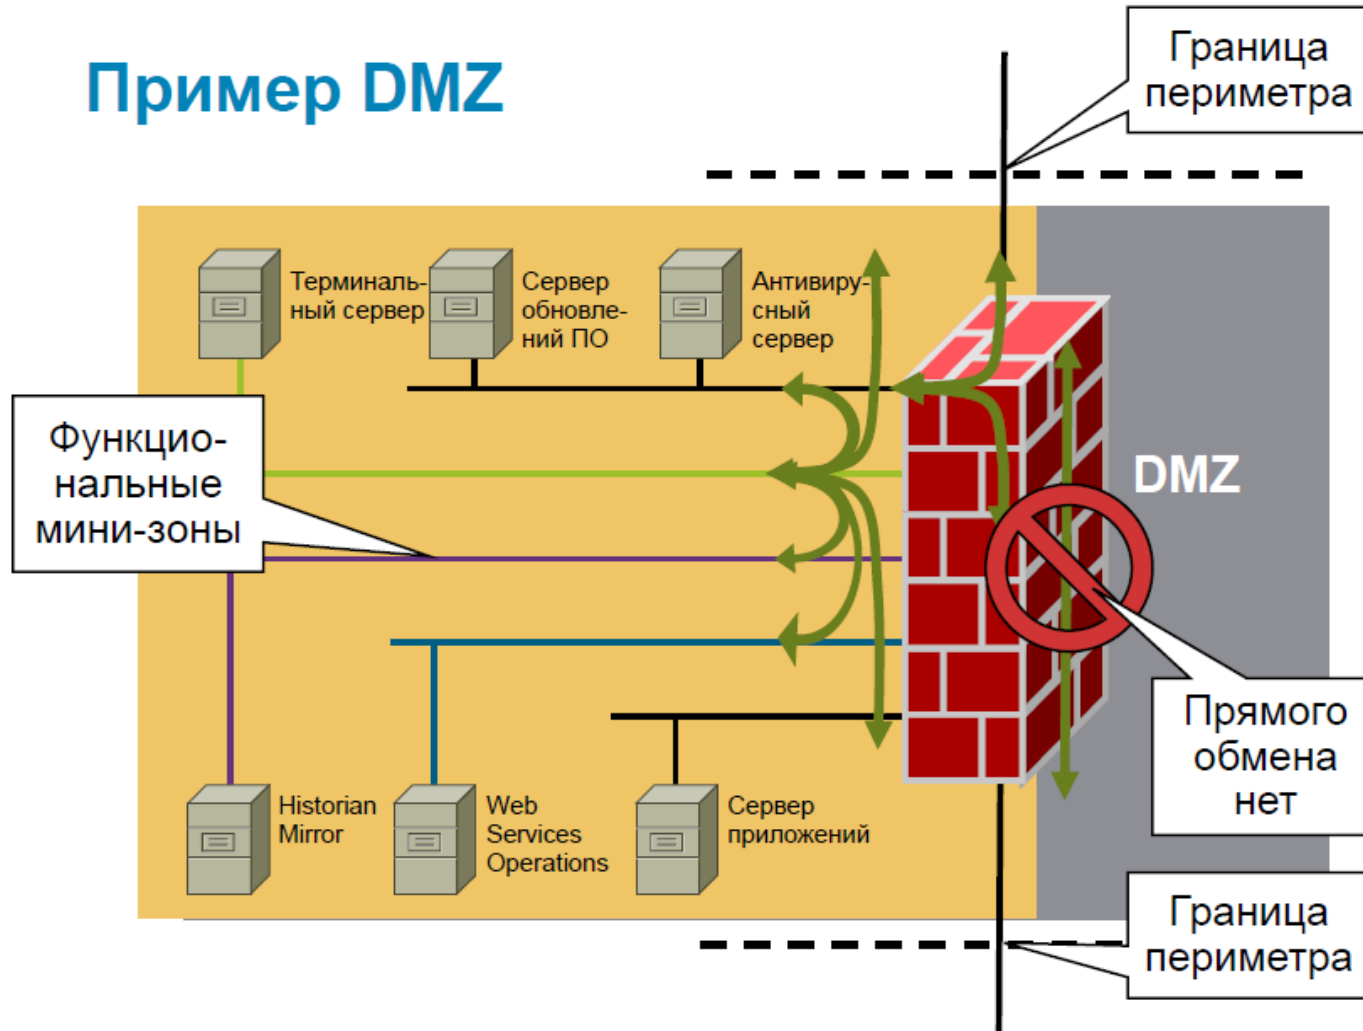 Пример DMZ
Граница
периметра
Терминаль-
ный сервер
Сервер
обновле-
ний ПО
Антивиру-
сный
сервер
Функцио-
нальные
мини-зоны
DMZ
Прямого
обмена
нет
Historian
Mirror
Web
Services
Operations
Сервер
приложений
Граница
периметра